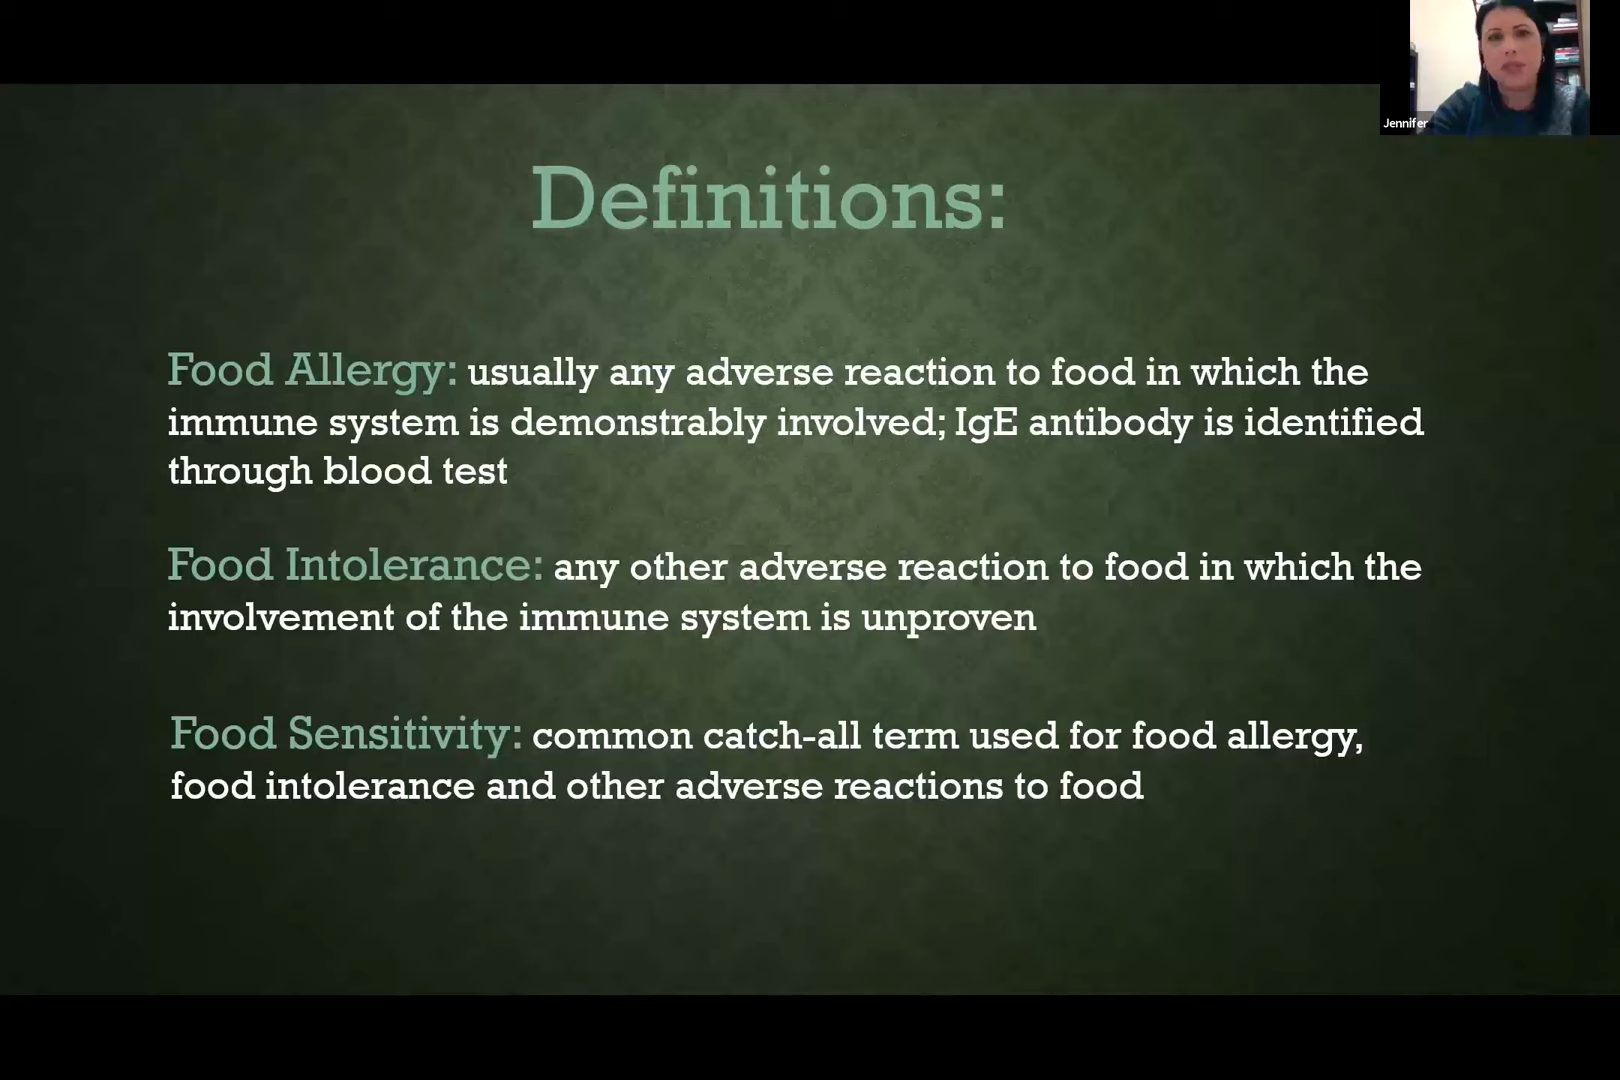 Jennifer
Definitions:
Food Allergy: usually any adverse reaction to food in which the
immune system is demonstrably involved; IgE antibody is identified
through blood test
Food Intolerance: any other adverse reaction to food in which the
involvement of the immune system is unproven
Food Sensitivity: common catch-all term used for food allergy,
food intolerance and other adverse reactions to food